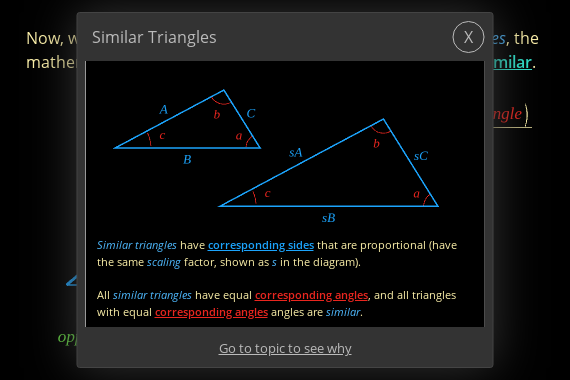 Now, w
es, the
mathe
milar.
ngle)
opp
Similar Triangles
X
A
C
b
c
a
B
sA
sC
b
c
a
sB
Similar triangles have corresponding sides that are proportional (have
the same scaling factor, shown as s in the diagram).
All similar triangles have equal corresponding angles, and all triangles
with equal corresponding angles angles are similar.
Go to topic to see why